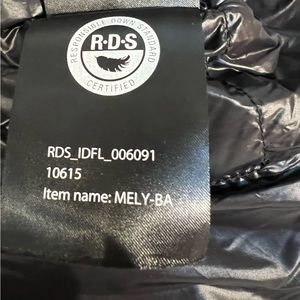 RESPONSIBLE DOWN STANDARD
R·D·S
CERTIFIED
RDS_IDFL_006091
10615
Item name: MELY-BA